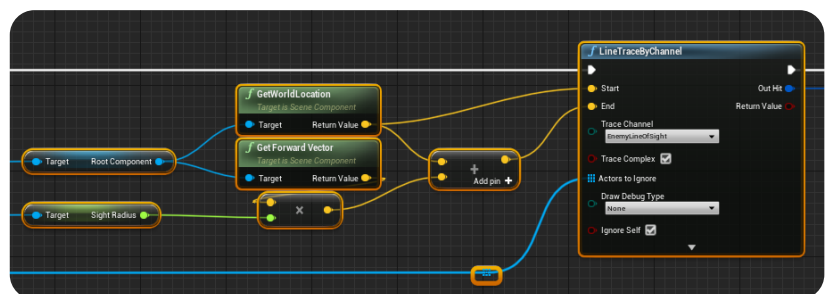 LineTraceByChannel
GetWorldLocation
Target is Scene Component
Target Return Value
Get Forward Vector
Target is Scene Component
Target Return Value
Target Root Component
Target Sight Radius
×
+
Add pin +
Start Out Hit
End Return Value
Trace Channel
EnemyLineOfSight
Trace Complex
Actors to Ignore
Draw Debug Type
None
Ignore Self